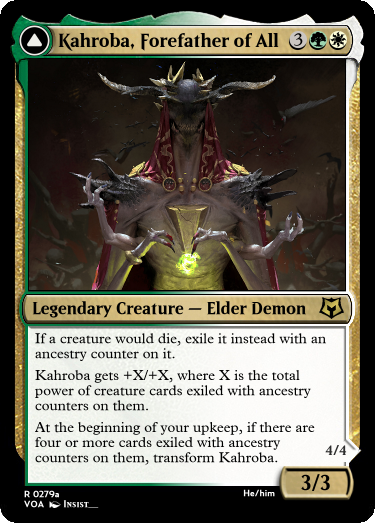 Kahroba, Forefather of All 3
Legendary Creature — Elder Demon
If a creature would die, exile it instead with an
ancestry counter on it.
Kahroba gets +X/+X, where X is the total
power of creature cards exiled with ancestry
counters on them.
At the beginning of your upkeep, if there are
four or more cards exiled with ancestry
counters on them, transform Kahroba.
4/4
3/3
R 0279a
He/him
VOA INSIST__